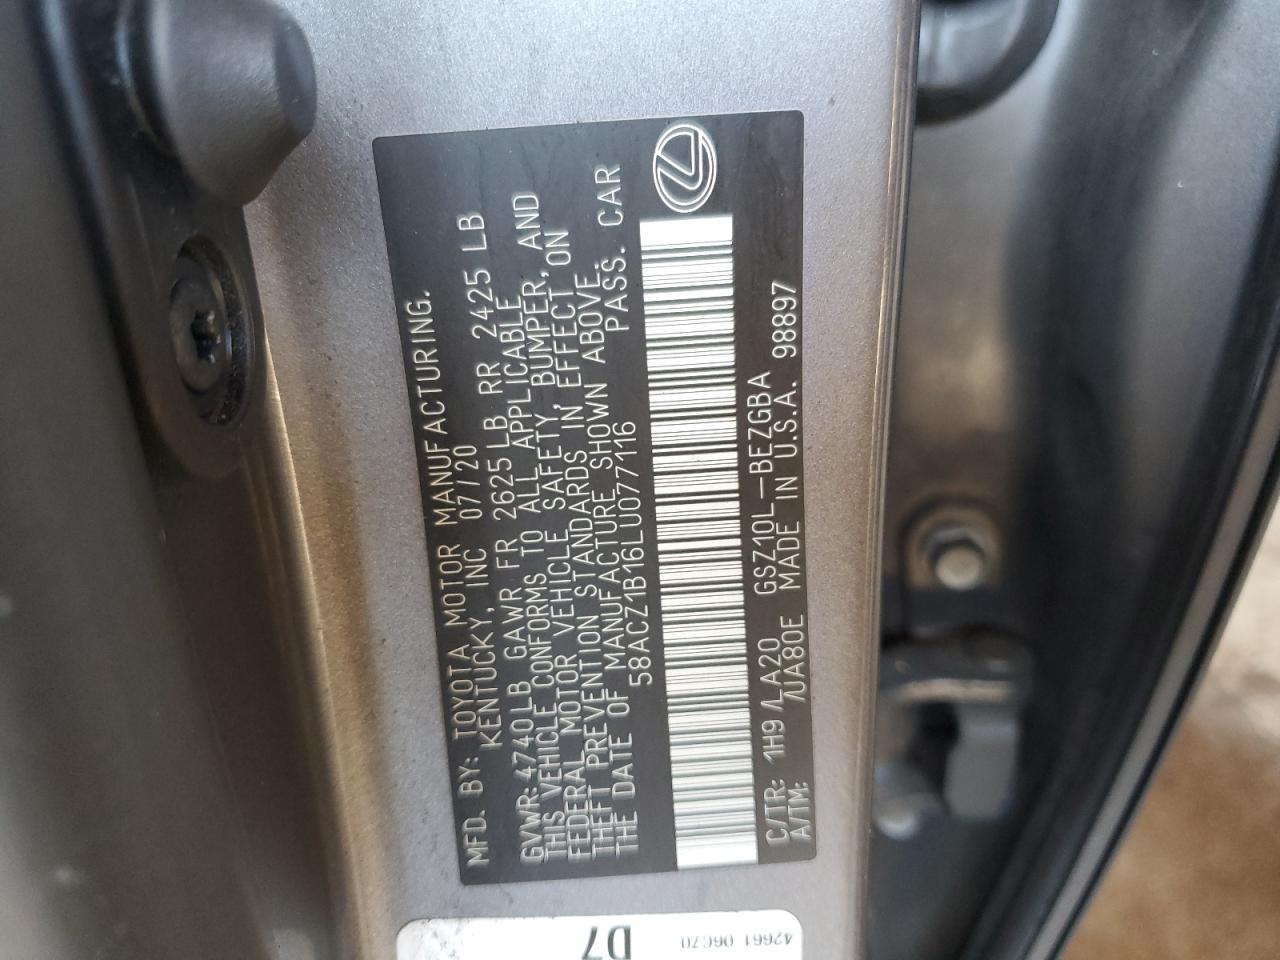 MFD. BY: TOYOTA MOTOR MANUFACTURING.
KENTUCKY, INC 07/20
GVWR: 4740LB GAWR FR 2625LB RR 2425 LB
THIS VEHICLE CONFORMS TO ALL APPLICABLE
FEDERAL MOTOR VEHICLE SAFETY, BUMPER, AND
THEFT PREVENTION STANDARDS IN EFFECT ON
THE DATE OF MANUFACTURE SHOWN ABOVE.
58ACZ1B16LU077116 PASS. CAR
C/TR: 1H9 /LA20 GSZ10L-BEZGBA
A/TM: /UA80E MADE IN U.S.A. 98897
D7
42661 06C70